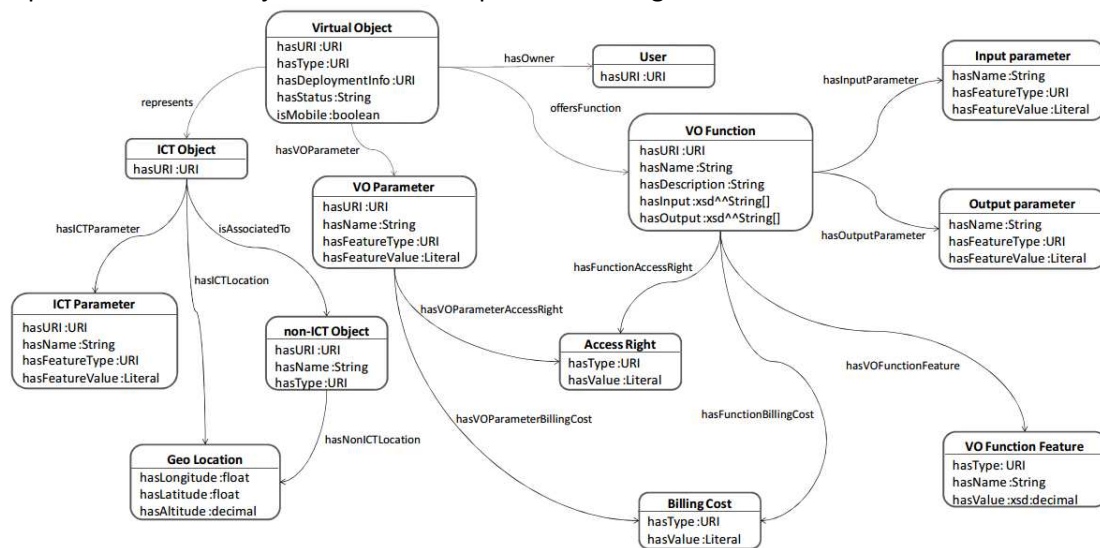 Virtual Object
hasURI :URI
hasType :URI
hasDeploymentInfo :URI
hasStatus :String
isMobile :boolean
hasOwner
User
hasURI :URI
Input parameter
hasName :String
hasFeatureType :URI
hasFeatureValue :Literal
hasInputParameter
represents
offersFunction
VO Function
hasURI :URI
hasName :String
hasDescription :String
hasInput :xsd^^String[]
hasOutput :xsd^^String[]
ICT Object
hasURI :URI
hasVOParameter
VO Parameter
hasURI :URI
hasName :String
hasFeatureType :URI
hasFeatureValue :Literal
Output parameter
hasName :String
hasFeatureType :URI
hasFeatureValue :Literal
hasOutputParameter
hasICTParameter
isAssociatedTo
hasICTLocation
hasFunctionAccessRight
hasVOParameterAccessRight
ICT Parameter
hasURI :URI
hasName :String
hasFeatureType :URI
hasFeatureValue :Literal
non-ICT Object
hasURI :URI
hasName :String
hasType :URI
Access Right
hasType :URI
hasValue :Literal
hasVOFunctionFeature
hasVOParameterBillingCost
hasFunctionBillingCost
hasNonICTLocation
Geo Location
hasLongitude :float
hasLatitude :float
hasAltitude :decimal
VO Function Feature
hasType: URI
hasName :String
hasValue :xsd:decimal
Billing Cost
hasType :URI
hasValue :Literal